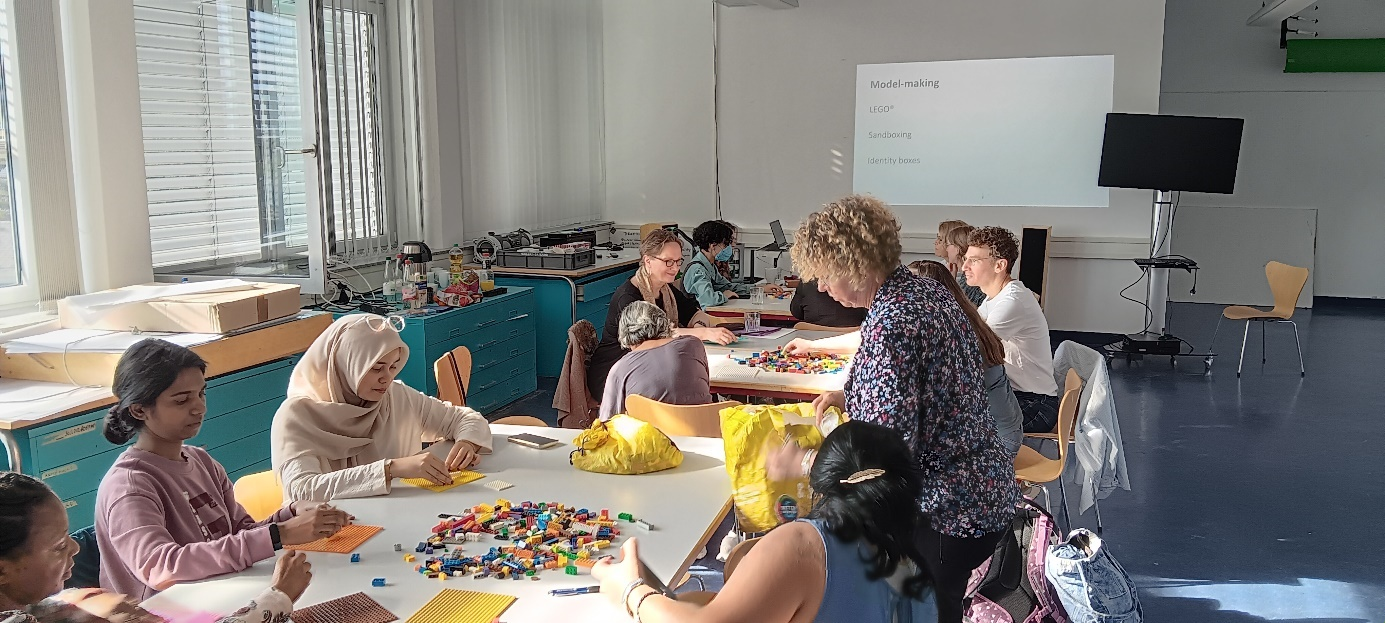 Model-making
LEGO®
Sandboxing
Identity boxes